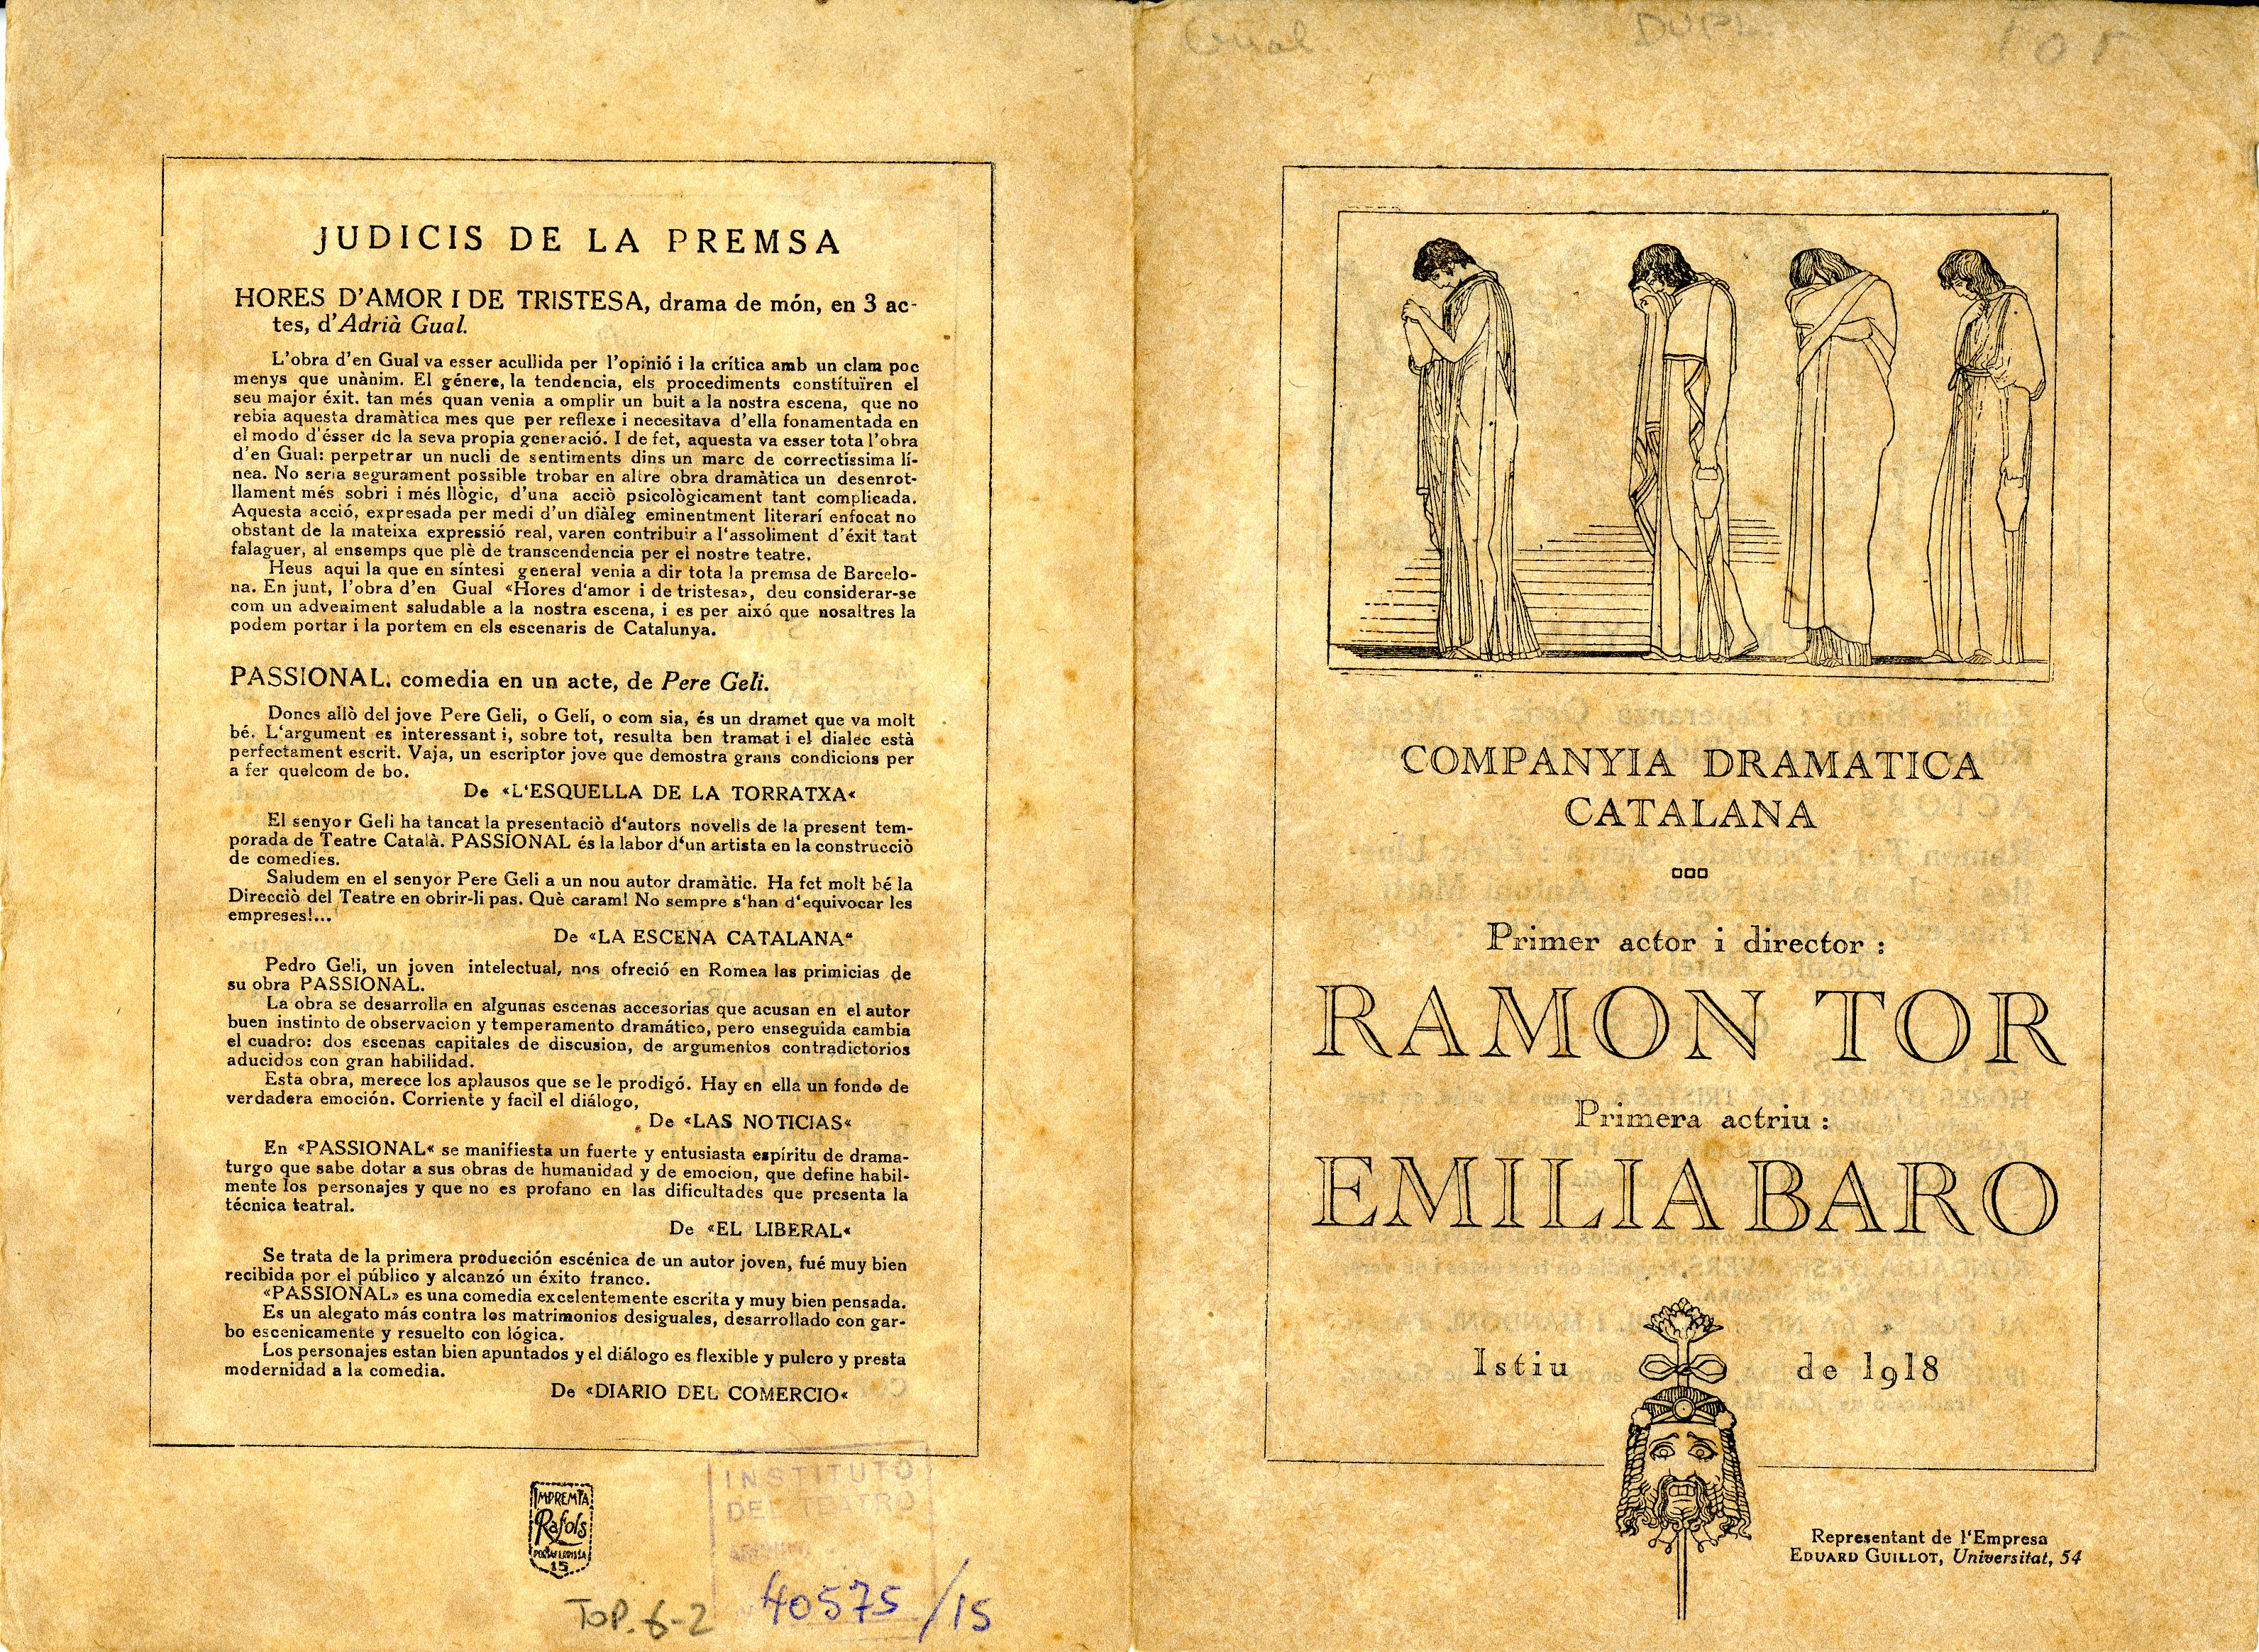 JUDICIS DE LA PREMSA
HORES D'AMOR I DE TRISTESA, drama de món, en 3 ac-
tes, d'Adrià Gual.
L'obra d'en Gual va esser acullida per l'opinió i la crítica amb un clam poc
menys que unànim. El génere, la tendencia, els procediments constituïren el
seu major éxit. tan més quan venia a omplir un buit a la nostra escena, que no
rebia aquesta dramàtica mes que per reflexe i necesitava d'ella fonamentada en
el modo d'ésser de la seva propia generació. I de fet, aquesta va esser tota l'obra
d'en Gual: perpetrar un nucli de sentiments dins un marc de correctissima lí-
nea. No seria segurament possible trobar en altre obra dramàtica un desenrot-
llament més sobri i més llògic, d'una acciò psicològicament tant complicada.
Aquesta acció, expresada per medi d'un diàleg eminentment literarí enfocat no
obstant de la mateixa expressió real, varen contribuir a l'assoliment d'éxit tant
falaguer, al ensemps que plè de transcendencia per el nostre teatre.
Heus aqui la que en síntesi general venia a dir tota la premsa de Barcelo-
na. En junt, l'obra d'en Gual «Hores d'amor i de tristesa», deu considerar-se
com un adveniment saludable a la nostra escena, i es per aixó que nosaltres la
podem portar i la portem en els escenaris de Catalunya.
PASSIONAL. comedia en un acte, de Pere Geli.
Doncs allò del jove Pere Geli, o Gelí, o com sia, és un dramet que va molt
bé. L'argument es interessant i, sobre tot, resulta ben tramat i el dialec està
perfectament escrit. Vaja, un escriptor jove que demostra grans condicions per
a fer quelcom de bo.
De «L'ESQUELLA DE LA TORRATXA«
El senyor Geli ha tancat la presentaciò d'autors novells de la present tem-
porada de Teatre Català. PASSIONAL és la labor d'un artista en la construcciò
de comedies.
Saludem en el senyor Pere Geli a un nou autor dramàtic. Ha fet molt bé la
Direcciò del Teatre en obrir-li pas. Què caram! No sempre s'han d'equivocar les
empreses!...
De «LA ESCENA CATALANA“
Pedro Geli, un joven intelectual, nos ofreció en Romea las primicias de
su obra PASSIONAL.
La obra se desarrolla en algunas escenas accesorias que acusan en el autor
buen instinto de observacion y temperamento dramático, pero enseguida cambia
el cuadro: dos escenas capitales de discusion, de argumentos contradictorios
aducidos con gran habilidad.
Esta obra, merece los aplausos que se le prodigó. Hay en ella un fondo de
verdadera emoción. Corriente y facil el diálogo,
De «LAS NOTICIAS«
En «PASSIONAL« se manifiesta un fuerte y entusiasta espíritu de drama-
turgo que sabe dotar a sus obras de humanidad y de emocion, que define habil-
mente los personajes y que no es profano en las dificultades que presenta la
técnica teatral.
De «EL LIBERAL«
Se trata de la primera producción escénica de un autor joven, fué muy bien
recibida por el público y alcanzó un éxito franco.
«PASSIONAL» es una comedia excelentemente escrita y muy bien pensada.
Es un alegato más contra los matrimonios desiguales, desarrollado con gar-
bo escenicamente y resuelto con lógica.
Los personajes estan bien apuntados y el diálogo es flexible y pulcro y presta
modernidad a la comedia.
De «DIARIO DEL COMERCIO«
IMPREMTA
Rafols
15
INSTITUTO
DEL TEATRO
TOP. 6-2
40575/15
Gual
DUPL.
Tor
COMPANYIA DRAMATICA
CATALANA
Primer actor i director :
RAMON TOR
Primera actriu :
EMILIA BARO
Istiu de 1918
Representant de l'Empresa
EDUARD GUILLOT, Universitat, 54